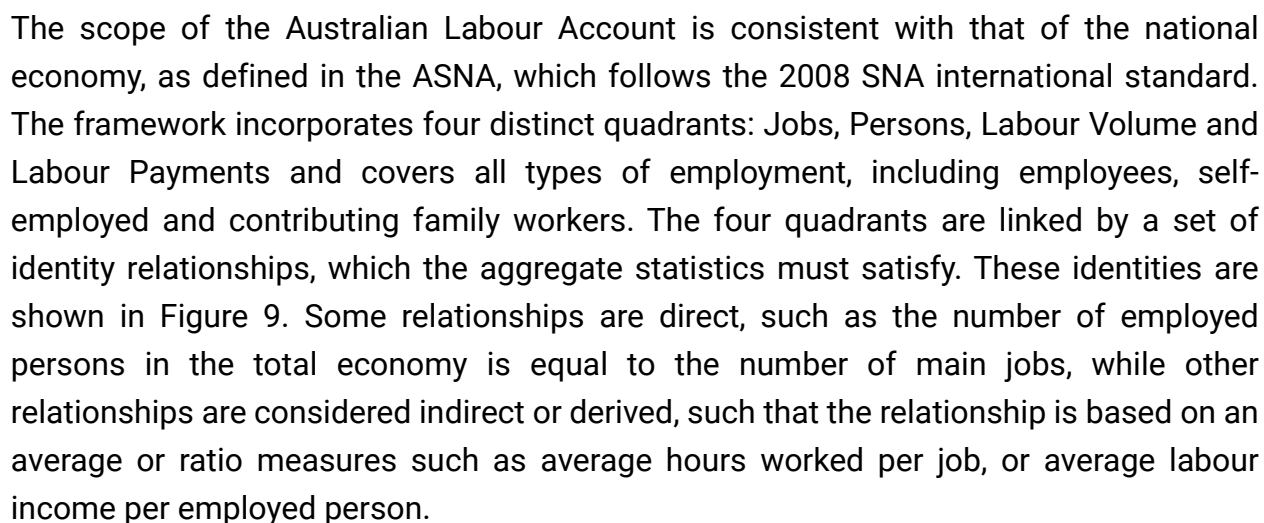 The scope of the Australian Labour Account is consistent with that of the national
economy, as defined in the ASNA, which follows the 2008 SNA international standard.
The framework incorporates four distinct quadrants: Jobs, Persons, Labour Volume and
Labour Payments and covers all types of employment, including employees, self-
employed and contributing family workers. The four quadrants are linked by a set of
identity relationships, which the aggregate statistics must satisfy. These identities are
shown in Figure 9. Some relationships are direct, such as the number of employed
persons in the total economy is equal to the number of main jobs, while other
relationships are considered indirect or derived, such that the relationship is based on an
average or ratio measures such as average hours worked per job, or average labour
income per employed person.